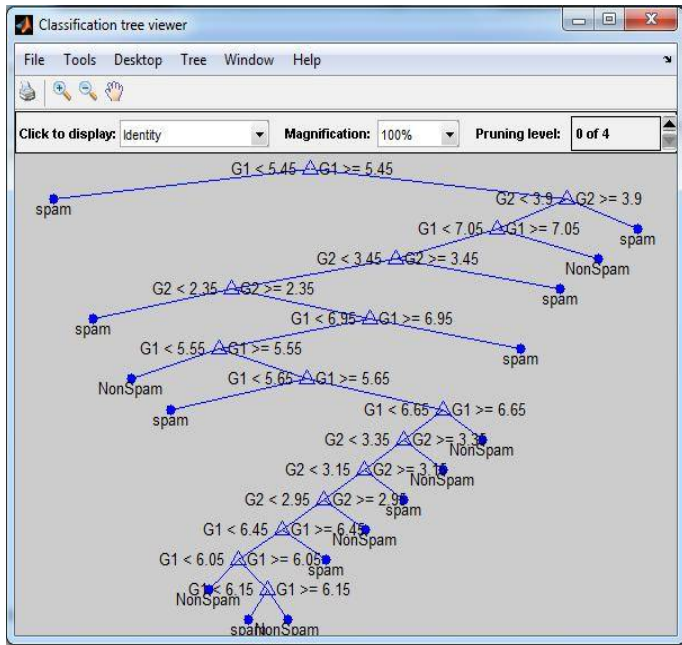 Classification tree viewer
File Tools Desktop Tree Window Help
Click to display: Identity Magnification: 100% Pruning level: 0 of 4
G1 < 5.45 G1 >= 5.45
spam
G2 < 3.9 G2 >= 3.9
G1 < 7.05 G1 >= 7.05
spam
G2 < 3.45 G2 >= 3.45
NonSpam
G2 < 2.35 G2 >= 2.35
spam
spam
G1 < 6.95 G1 >= 6.95
G1 < 5.55 G1 >= 5.55
spam
NonSpam
G1 < 5.65 G1 >= 5.65
spam
G1 < 6.65 G1 >= 6.65
G2 < 3.35 G2 >= 3.35
NonSpam
G2 < 3.15 G2 >= 3.15
NonSpam
G2 < 2.95 G2 >= 2.95
spam
G1 < 6.45 G1 >= 6.45
NonSpam
G1 < 6.05 G1 >= 6.05
spam
G1 < 6.15 G1 >= 6.15
NonSpam
spam
NonSpam